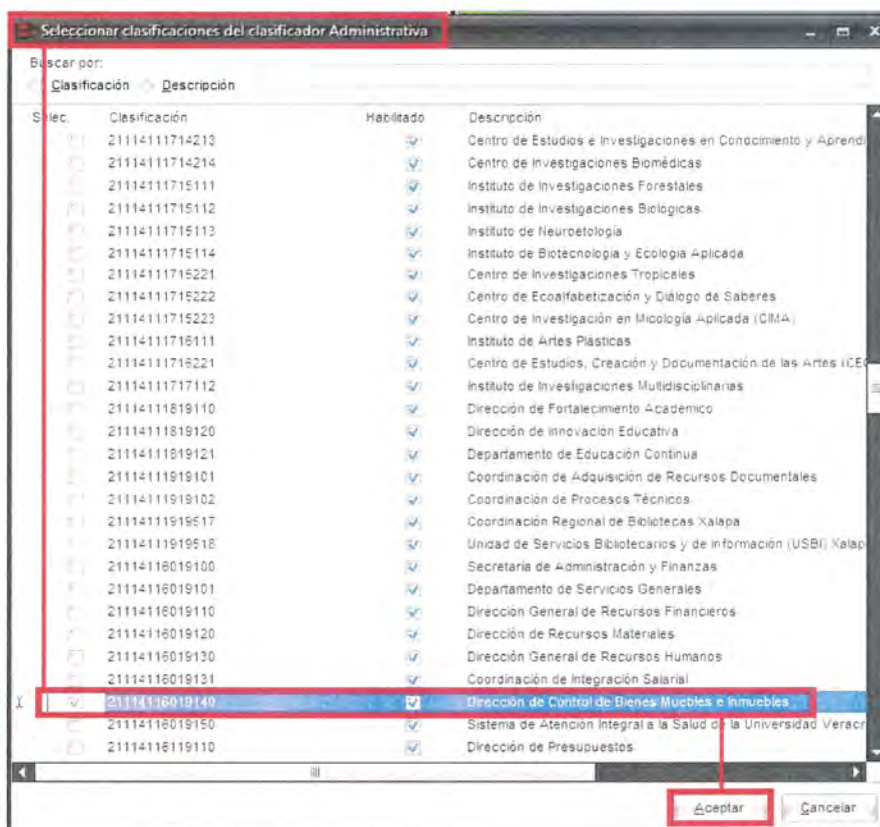 Seleccionar clasificaciones del clasificador Administrativa
Buscar por:
Clasificación Descripción
Selec. Clasificación Habilitado Descripción
21114111714213 Centro de Estudios e Investigaciones en Conocimiento y Aprendi
21114111714214 Centro de Investigaciones Biomédicas
21114111715111 Instituto de Investigaciones Forestales
21114111715112 Instituto de Investigaciones Biológicas
21114111715113 Instituto de Neuroetología
21114111715114 Instituto de Biotecnología y Ecología Aplicada
21114111715221 Centro de Investigaciones Tropicales
21114111715222 Centro de Ecoalfabetización y Diálogo de Saberes
21114111715223 Centro de Investigación en Micología Aplicada (CIMA)
21114111716111 Instituto de Artes Plásticas
21114111716221 Centro de Estudios, Creación y Documentación de las Artes (CEC
21114111717112 Instituto de Investigaciones Multidisciplinarias
21114111819110 Dirección de Fortalecimiento Académico
21114111819120 Dirección de Innovación Educativa
21114111819121 Departamento de Educación Continua
21114111919101 Coordinación de Adquisición de Recursos Documentales
21114111919102 Coordinación de Procesos Técnicos
21114111919517 Coordinación Regional de Bibliotecas Xalapa
21114111919518 Unidad de Servicios Bibliotecarios y de Información (USBI) Xalap
21114116019100 Secretaría de Administración y Finanzas
21114116019101 Departamento de Servicios Generales
21114116019110 Dirección General de Recursos Financieros
21114116019120 Dirección de Recursos Materiales
21114116019130 Dirección General de Recursos Humanos
21114116019131 Coordinación de Integración Salarial
21114116019140 Dirección de Control de Bienes Muebles e Inmuebles
21114116019150 Sistema de Atención Integral a la Salud de la Universidad Veracr
21114116119110 Dirección de Presupuestos
Aceptar Cancelar